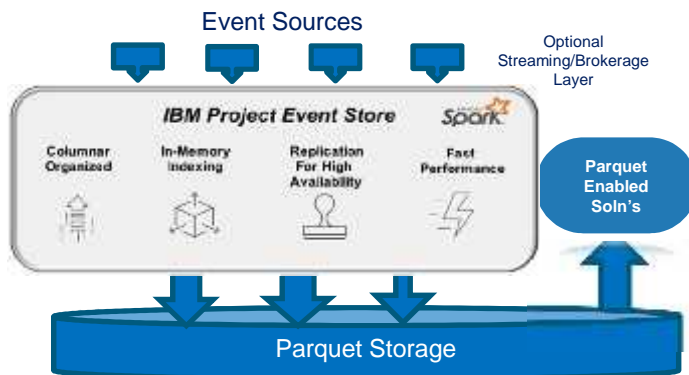 Event Sources
Optional
Streaming/Brokerage
Layer
IBM Project Event Store
Spark
Columnar
Organized
In-Memory
Indexing
Replication
For High
Availability
Fast
Performance
Parquet
Enabled
Soln's
Parquet Storage